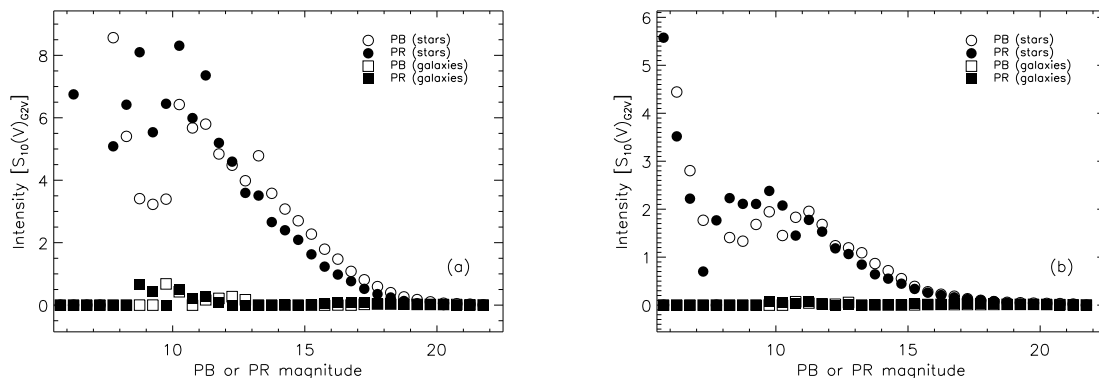 PB (stars)
PR (stars)
PB (galaxies)
PR (galaxies)
8
6
4
2
0
Intensity [S10(V)G2V]
(a)
10 15 20
PB or PR magnitude
PB (stars)
PR (stars)
PB (galaxies)
PR (galaxies)
6
5
4
3
2
1
0
Intensity [S10(V)G2V]
(b)
10 15 20
PB or PR magnitude